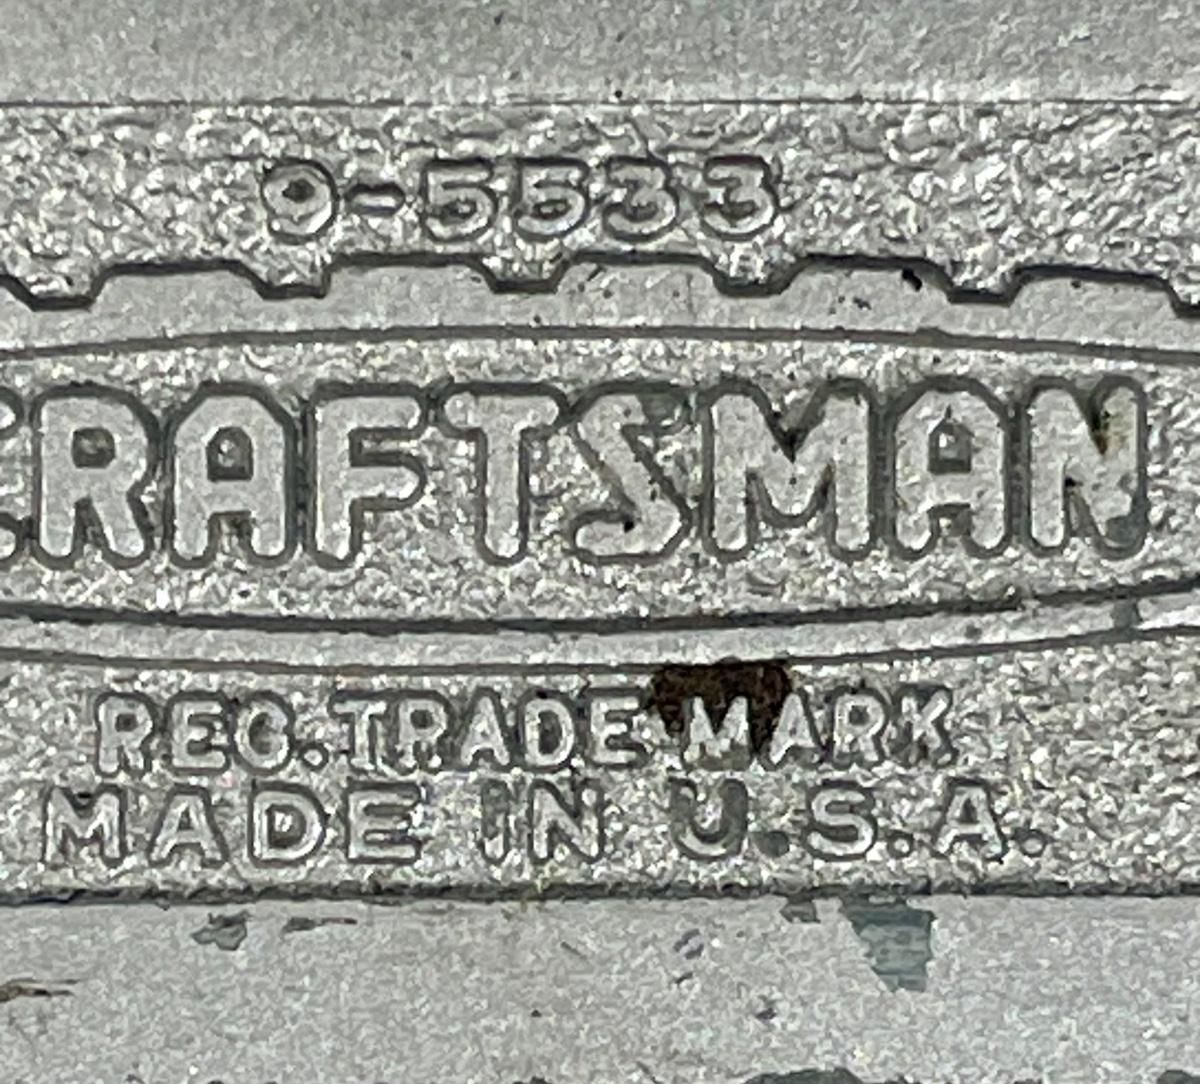 9-5533
CRAFTSMAN
REG. TRADE MARK
MADE IN U.S.A.